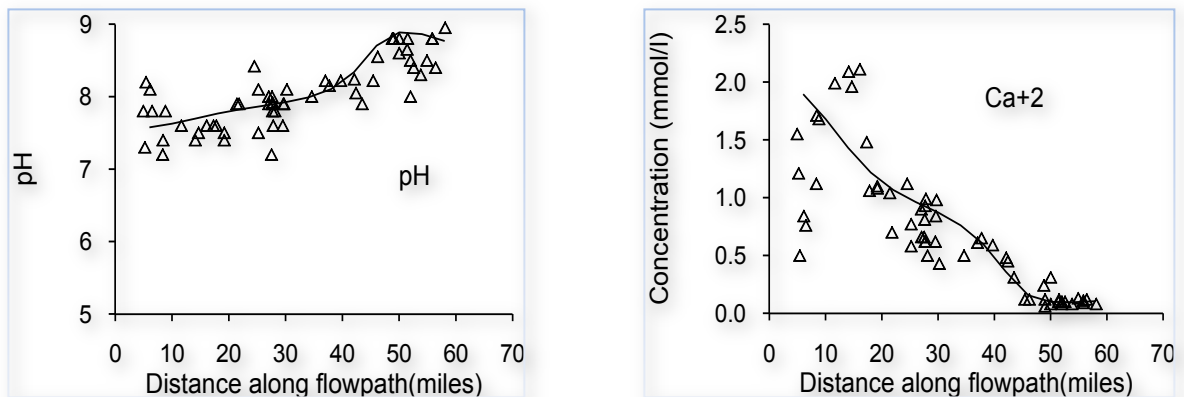 9
8
7
6
5
pH
pH
0 10 20 30 40 50 60 70
Distance along flowpath(miles)
2.5
2.0
1.5
1.0
0.5
0.0
Concentration (mmol/l)
Ca+2
0 10 20 30 40 50 60 70
Distance along flowpath(miles)